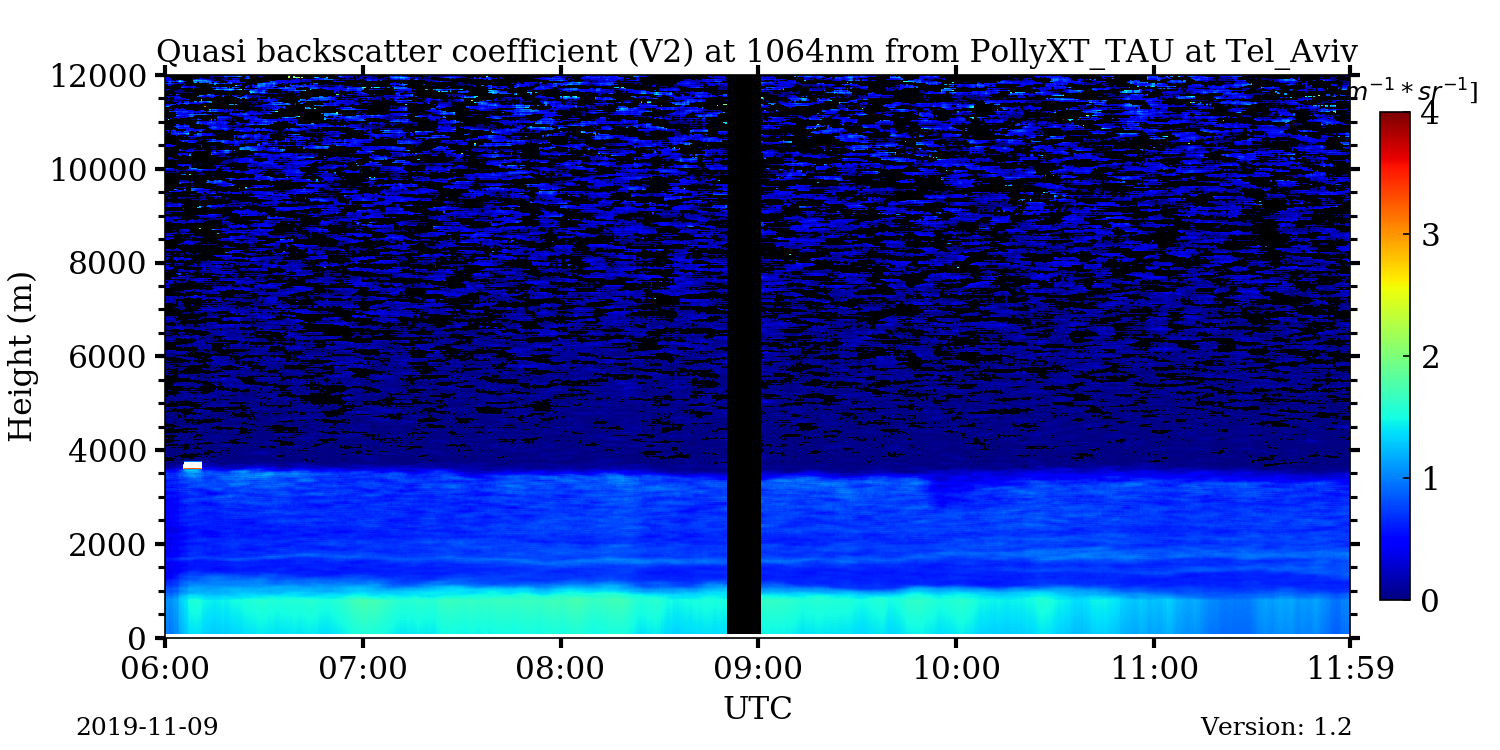 Quasi backscatter coefficient (V2) at 1064nm from PollyXT_TAU at Tel_Aviv
m⁻¹ * sr⁻¹]
12000
10000
8000
6000
4000
2000
0
Height (m)
4
3
2
1
0
06:00 07:00 08:00 09:00 10:00 11:00 11:59
UTC
2019-11-09
Version: 1.2